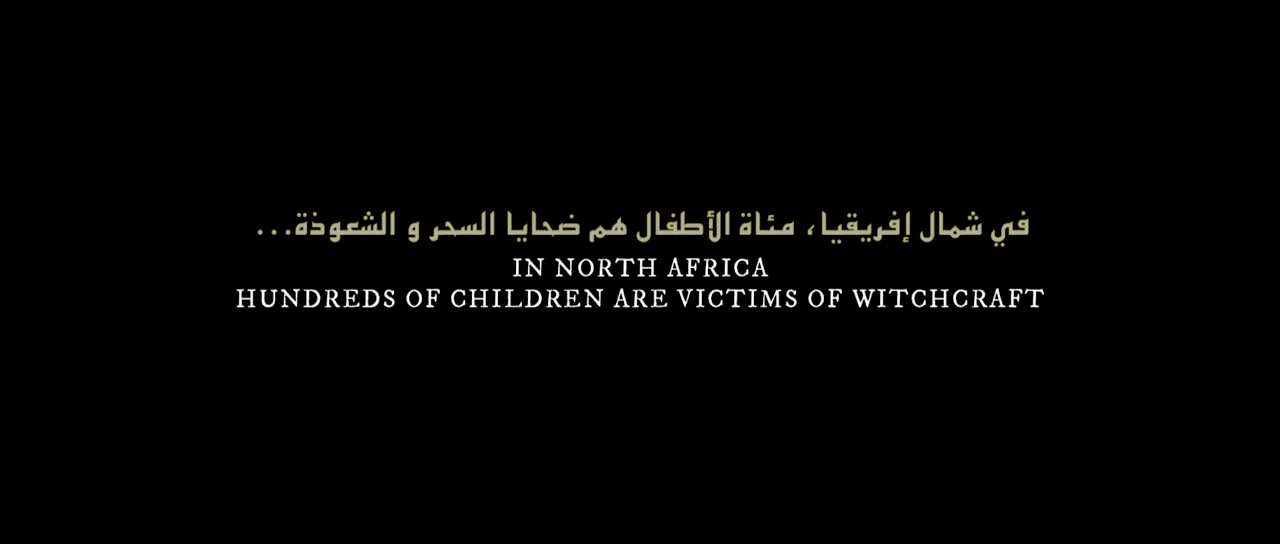 في شمال إفريقيا، مئاة الأطفال هم ضحايا السحر و الشعوذة...
IN NORTH AFRICA
HUNDREDS OF CHILDREN ARE VICTIMS OF WITCHCRAFT